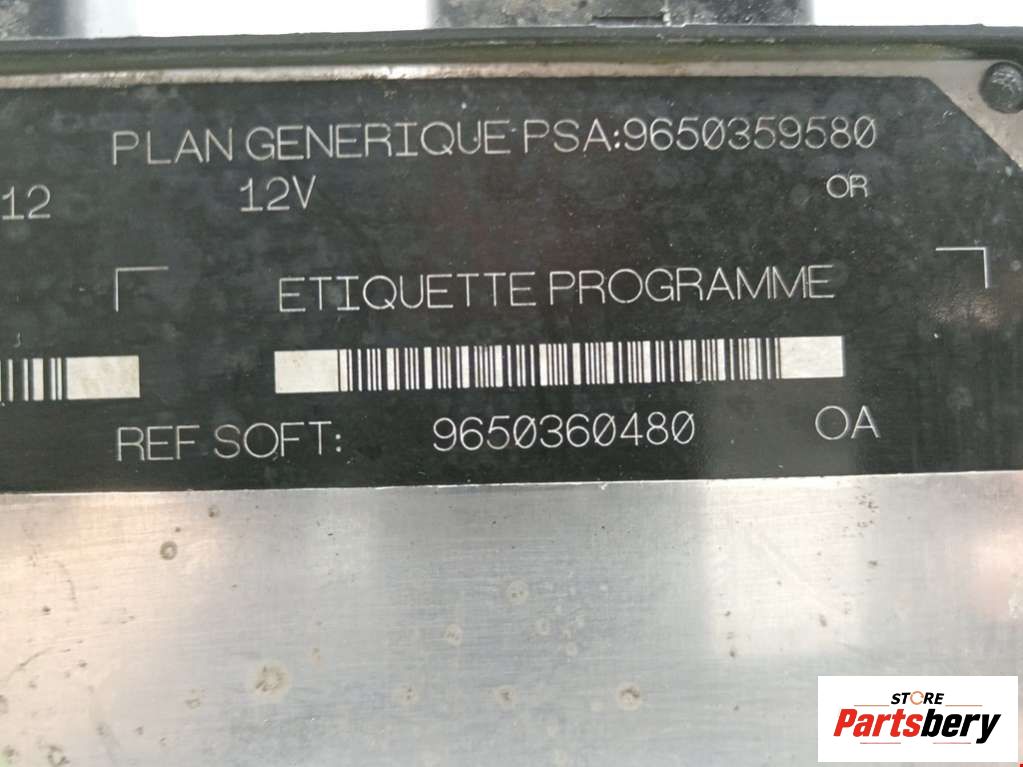 PLAN GENERIQUE PSA:9650359580
12 12V OR
ETIQUETTE PROGRAMME
REF SOFT: 9650360480 OA
STORE
Partsbery